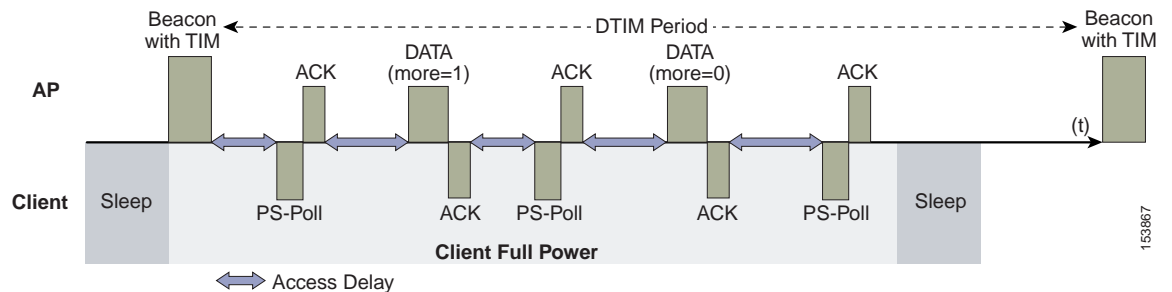 Beacon
with TIM
DTIM Period
Beacon
with TIM
ACK
DATA
(more=1)
ACK
DATA
(more=0)
ACK
AP
(t)
Client
Sleep
PS-Poll
ACK
PS-Poll
ACK
PS-Poll
Sleep
Client Full Power
Access Delay
153867